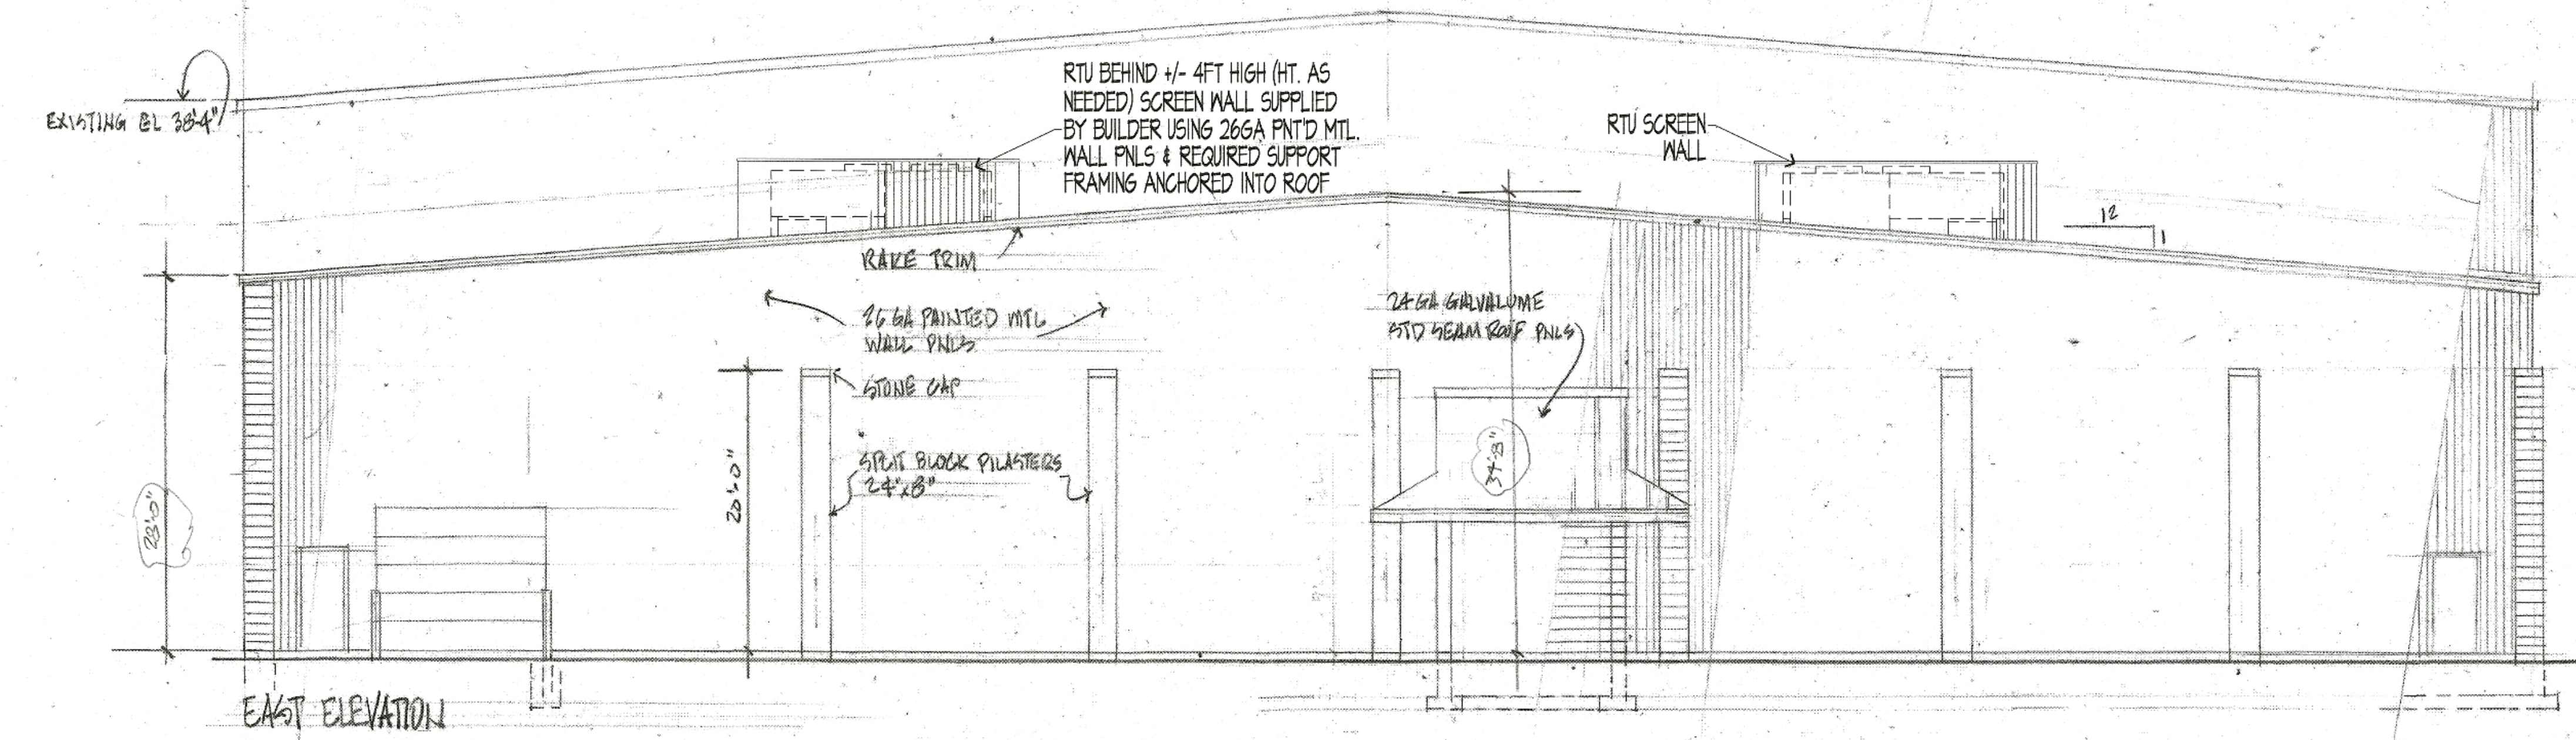 RTU BEHIND +/- 4FT HIGH (HT. AS
NEEDED) SCREEN WALL SUPPLIED
BY BUILDER USING 26GA PNT'D MTL.
WALL PNLS & REQUIRED SUPPORT
FRAMING ANCHORED INTO ROOF
EXISTING EL 38'-4"
RTU SCREEN
WALL
12
1
RAKE TRIM
26 GA PAINTED MTL
WALL PNLS
24 GA GALVALUME
STD SEAM ROOF PNLS
STONE CAP
SPLIT BLOCK PILASTERS
24"x8"
20'-0"
34'-8"
28'-0"
EAST ELEVATION